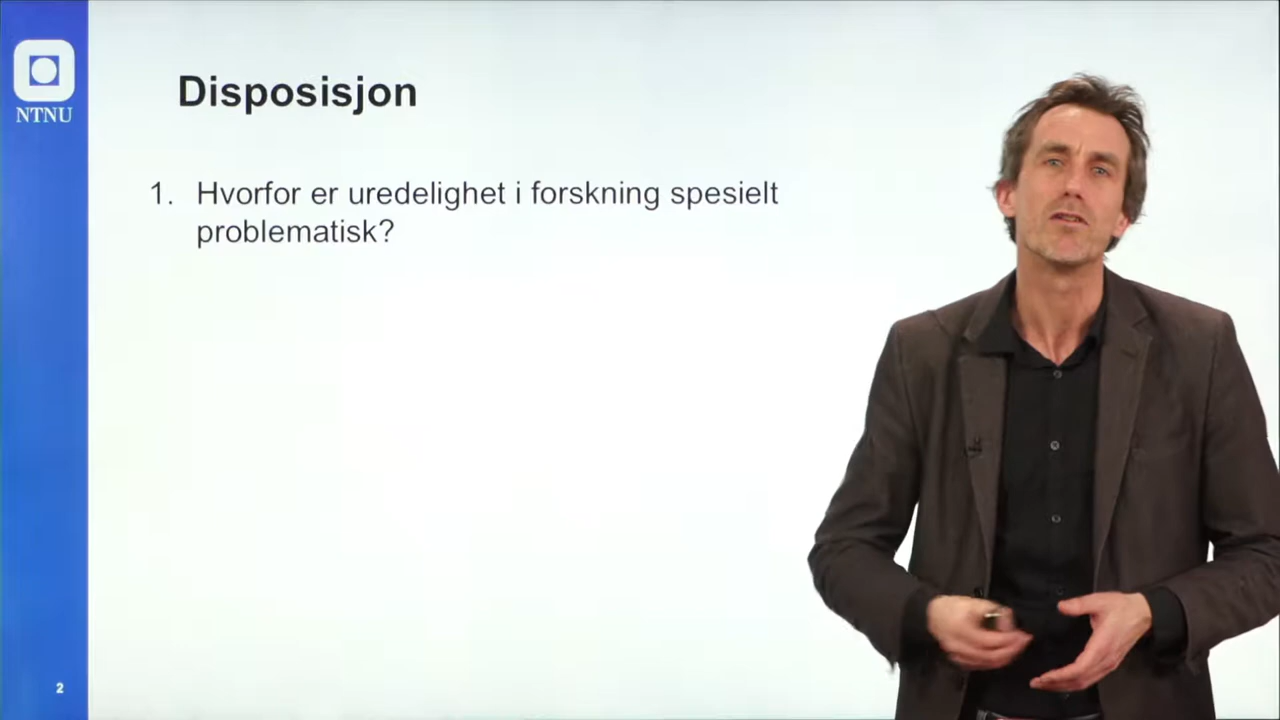 NTNU
Disposisjon
1. Hvorfor er uredelighet i forskning spesielt
problematisk?
2